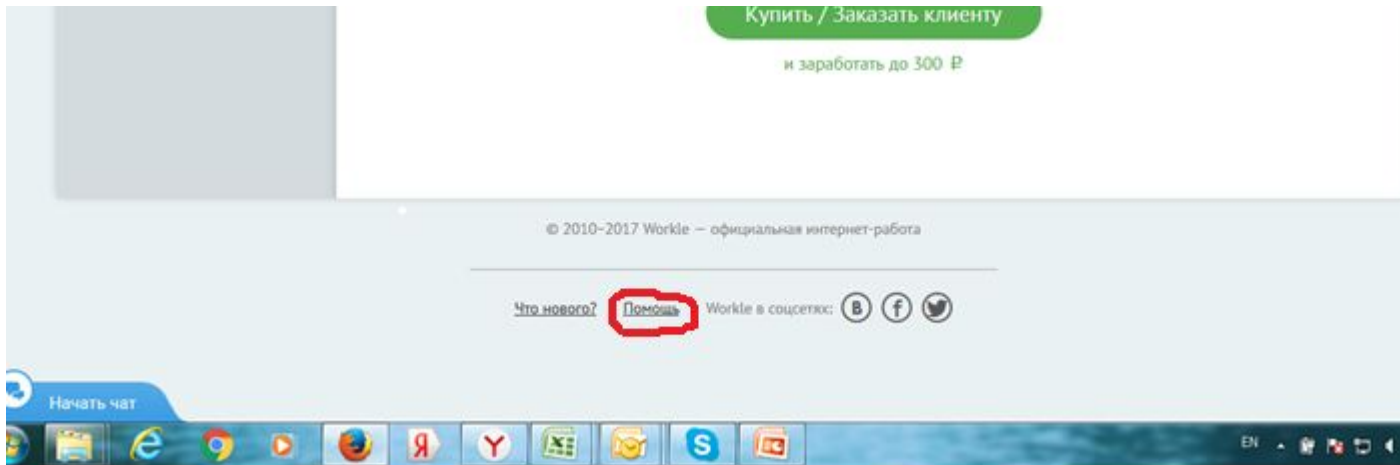 Купить / Заказать клиенту
и заработать до 300 ₽
© 2010-2017 Workle — официальная интернет-работа
Что нового? Помощь Workle в соцсетях:
Начать чат
EN